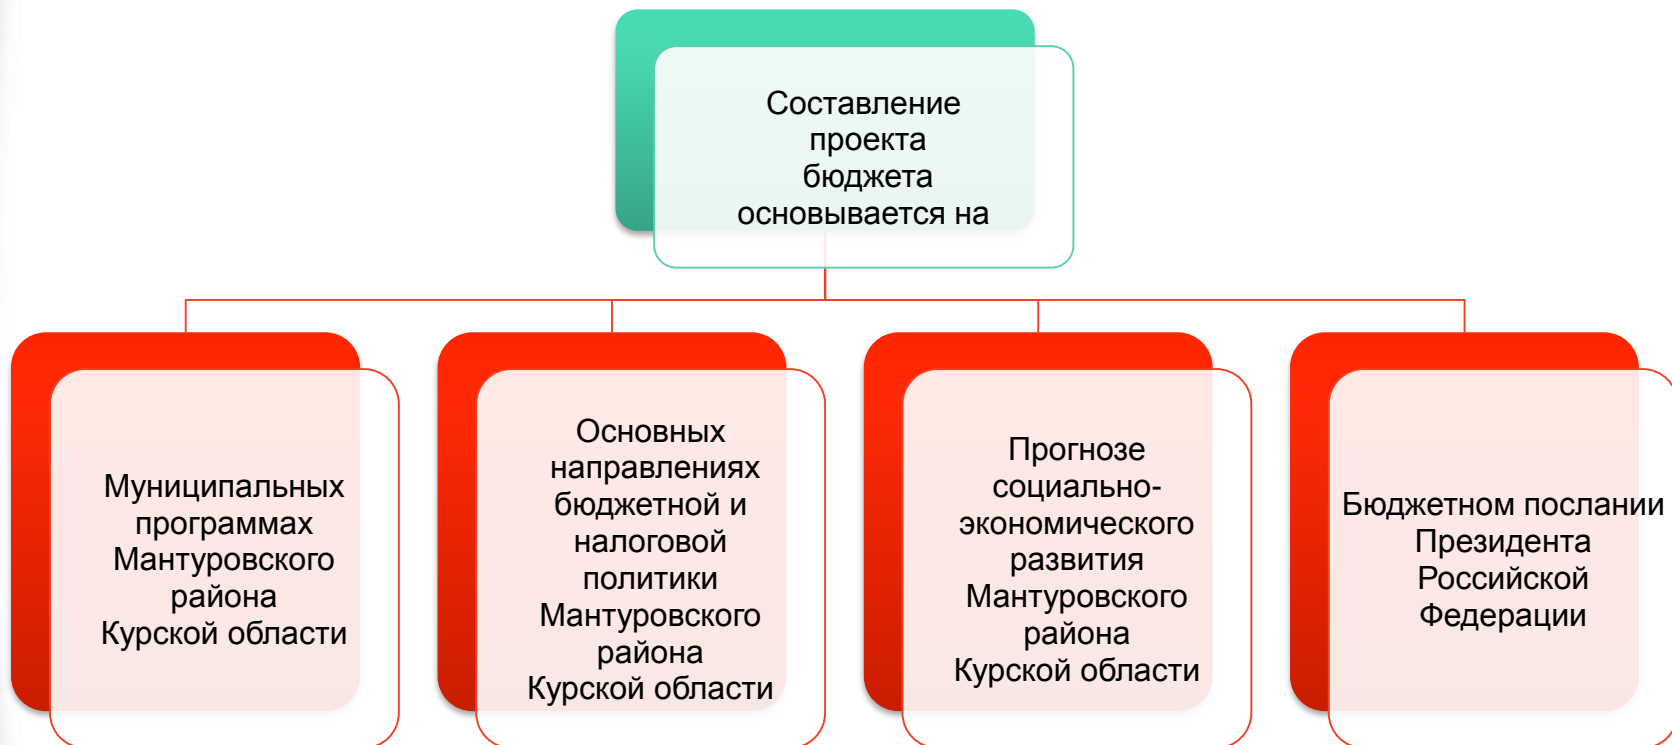 Составление
проекта
бюджета
основывается на
Муниципальных
программах
Мантуровского
района
Курской области
Основных
направлениях
бюджетной и
налоговой
политики
Мантуровского
района
Курской области
Прогнозе
социально-
экономического
развития
Мантуровского
района
Курской области
Бюджетном послании
Президента
Российской
Федерации